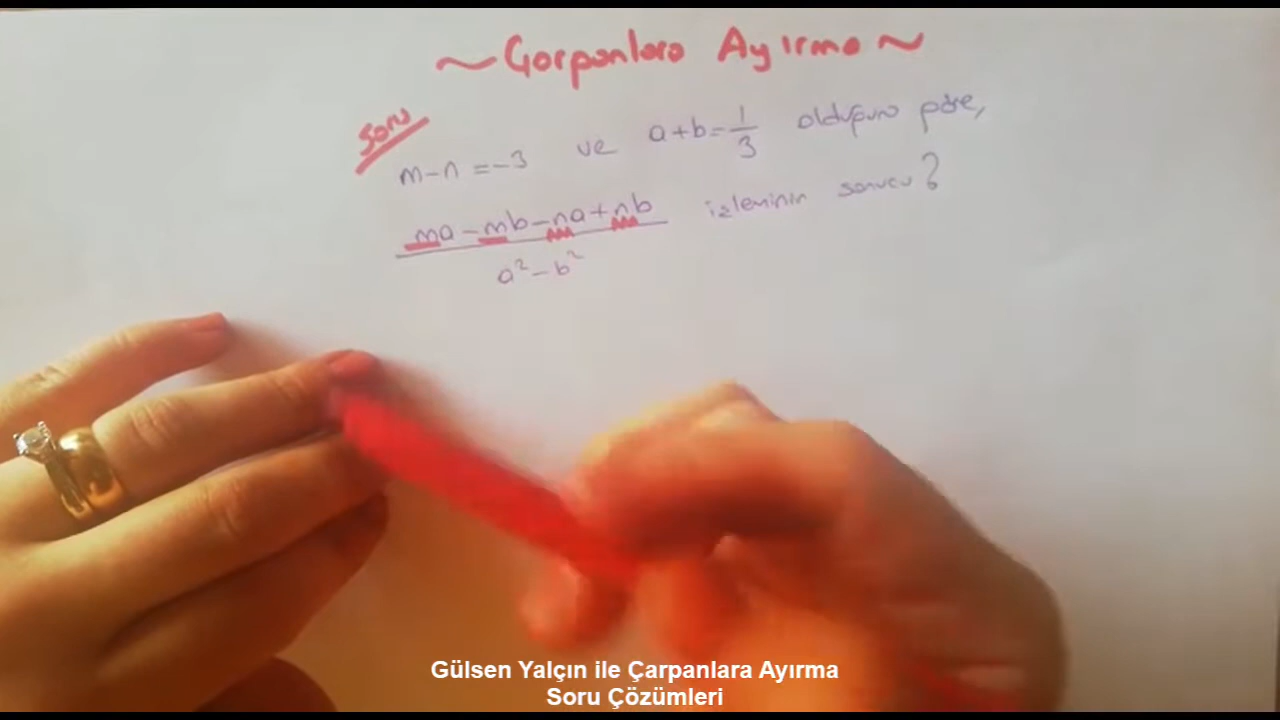 ~ Çarpanlara Ayırma ~
Soru
m-n=-3 ve a+b=1/3 olduğuna göre,
ma-mb-na+nb işleminin sonucu?
a²-b²
Gülsen Yalçın ile Çarpanlara Ayırma
Soru Çözümleri